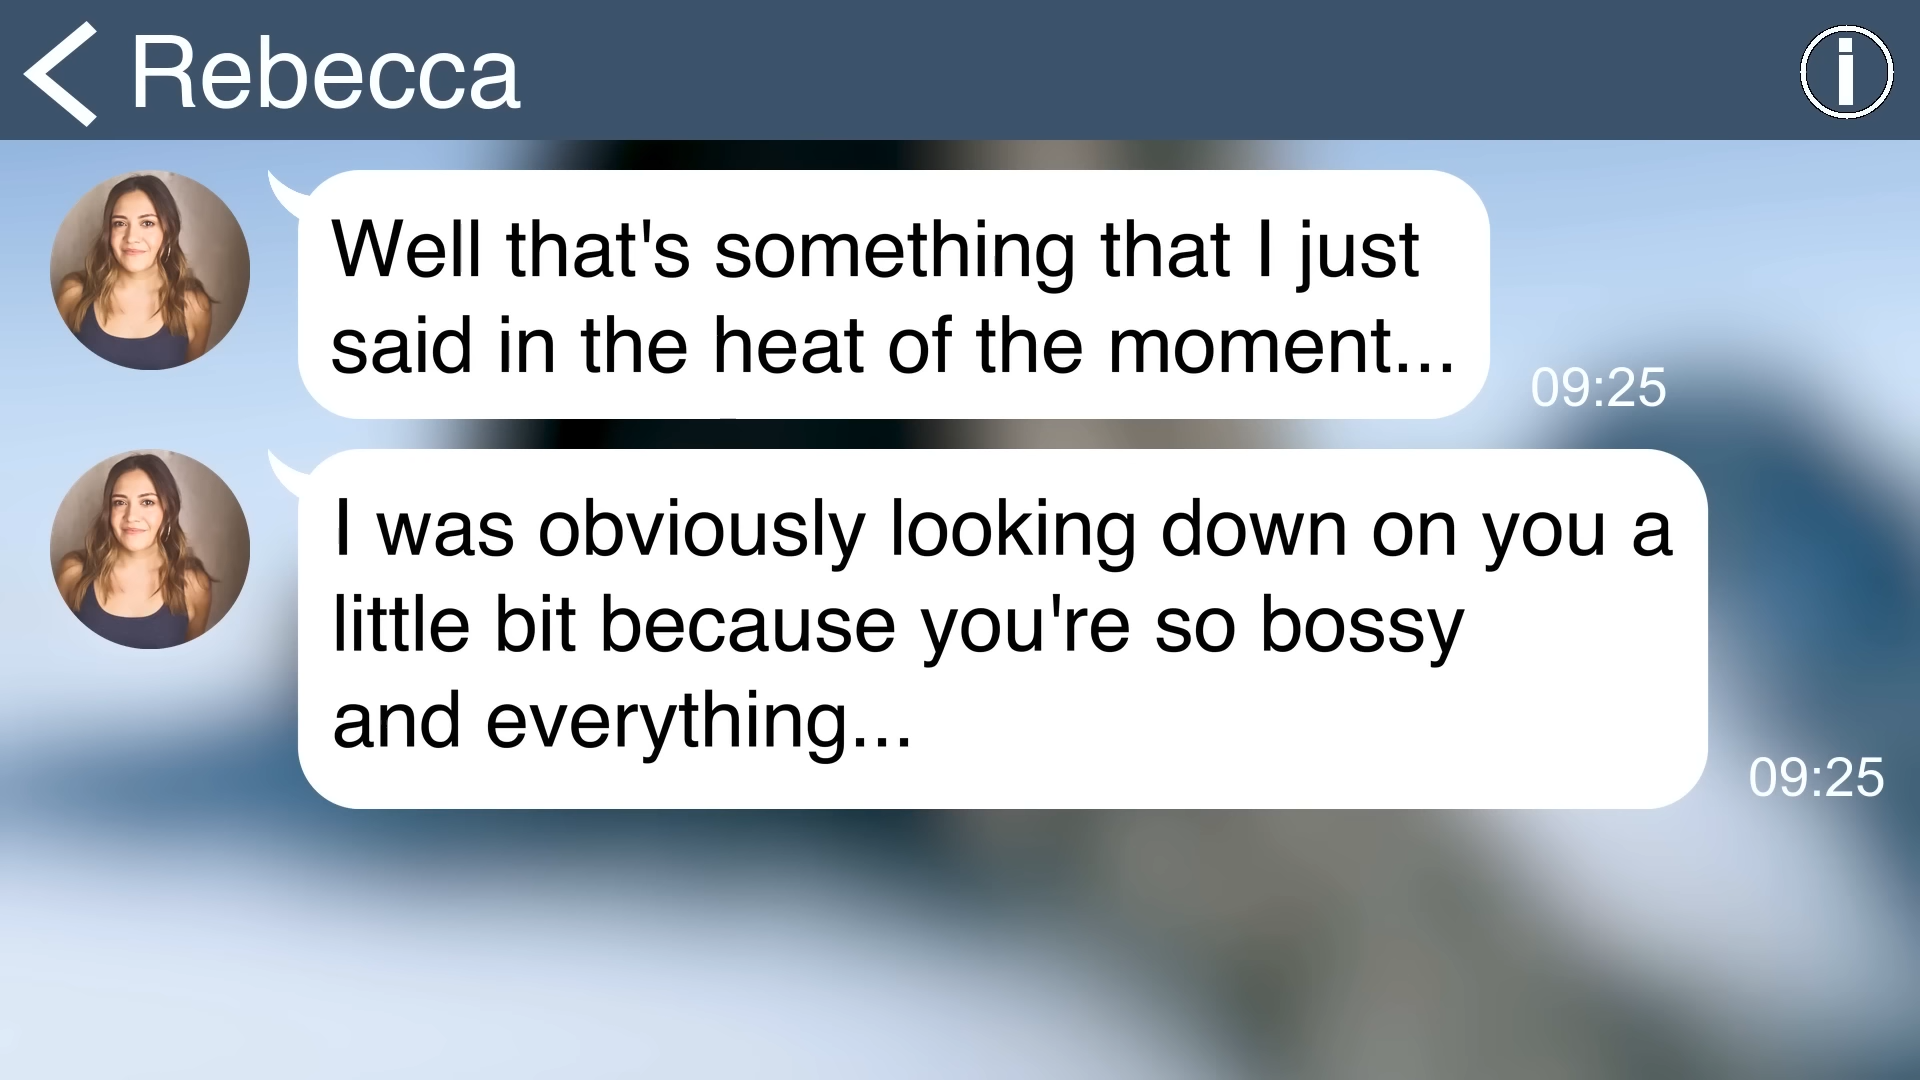 Rebecca
Well that's something that I just
said in the heat of the moment...
09:25
I was obviously looking down on you a
little bit because you're so bossy
and everything...
09:25